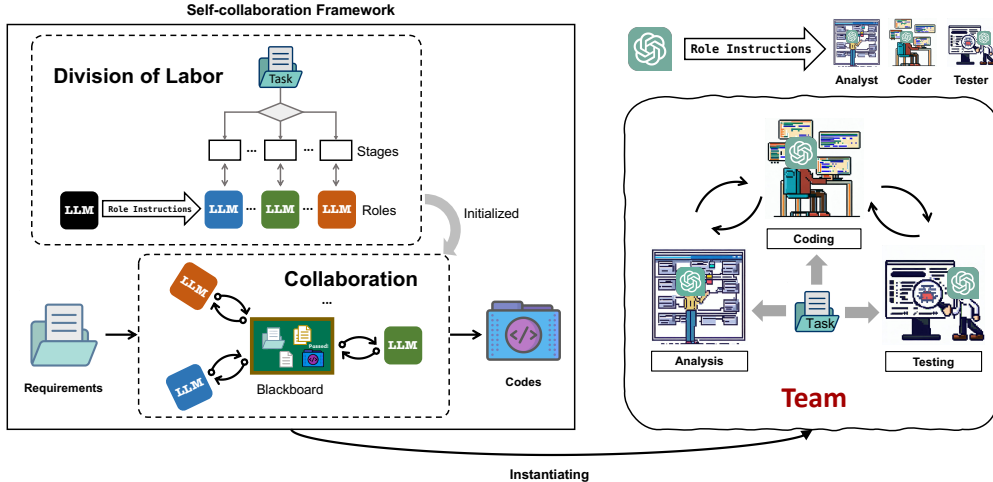 Self-collaboration Framework
Division of Labor
Task
...
...
Stages
LLM
Role Instructions
LLM
...
LLM
...
LLM
Roles
Initialized
Collaboration
LLM
...
Passed!
LLM
LLM
Blackboard
Requirements
Codes
Role Instructions
Analyst
Coder
Tester
Coding
Task
Analysis
Testing
Team
Instantiating